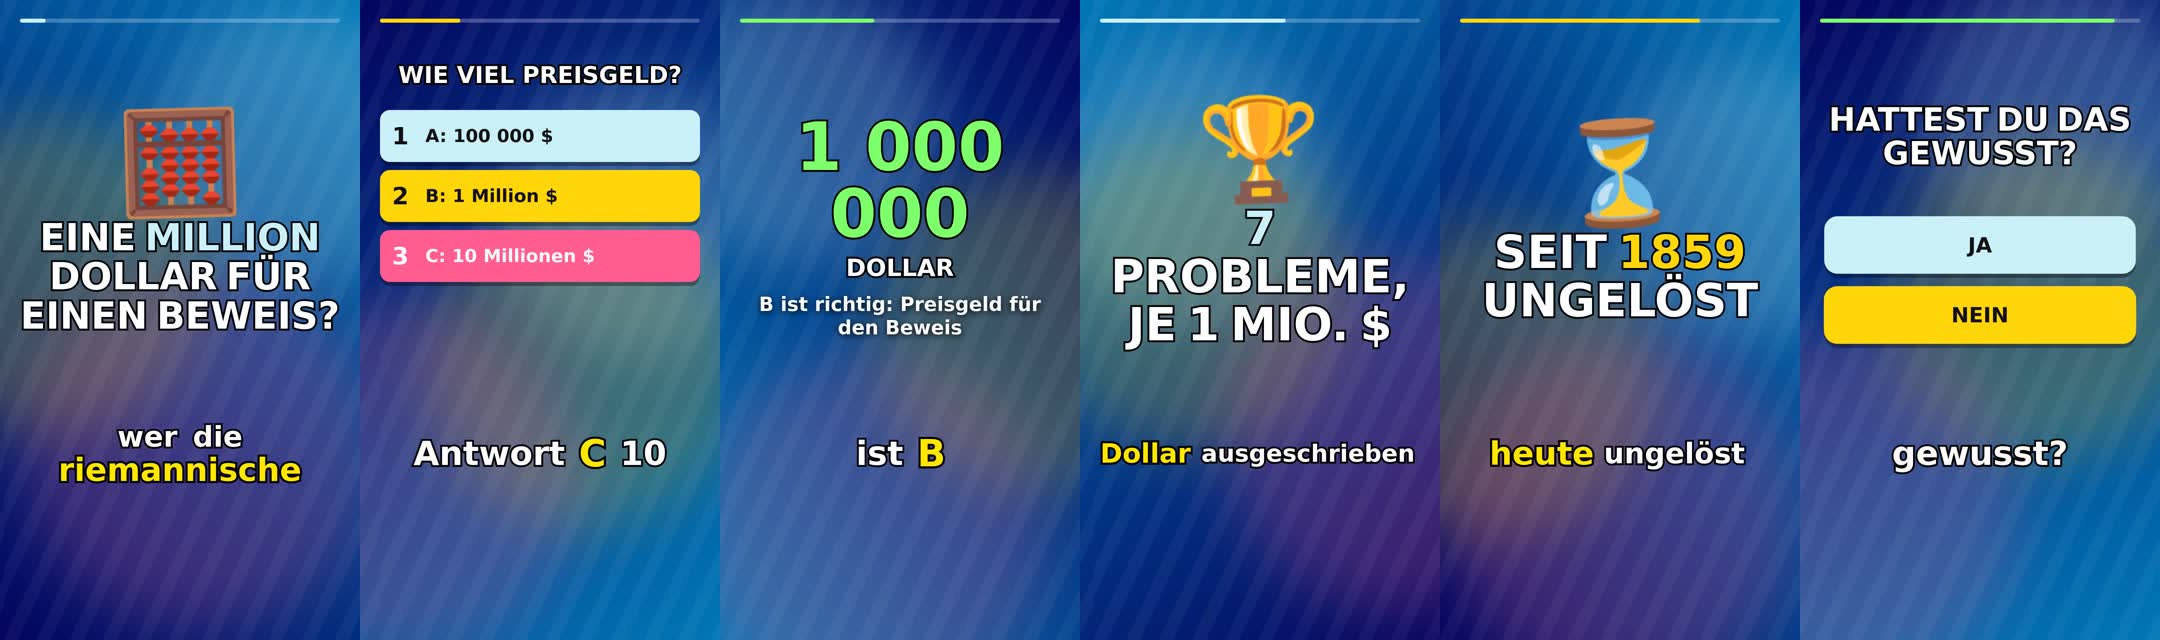 EINE MILLION
DOLLAR FÜR
EINEN BEWEIS?
wer die
riemannische
WIE VIEL PREISGELD?
1 A: 100 000 $
2 B: 1 Million $
3 C: 10 Millionen $
Antwort C 10
1 000
000
DOLLAR
B ist richtig: Preisgeld für
den Beweis
ist B
7
PROBLEME,
JE 1 MIO. $
Dollar ausgeschrieben
SEIT 1859
UNGELÖST
heute ungelöst
HATTEST DU DAS
GEWUSST?
JA
NEIN
gewusst?